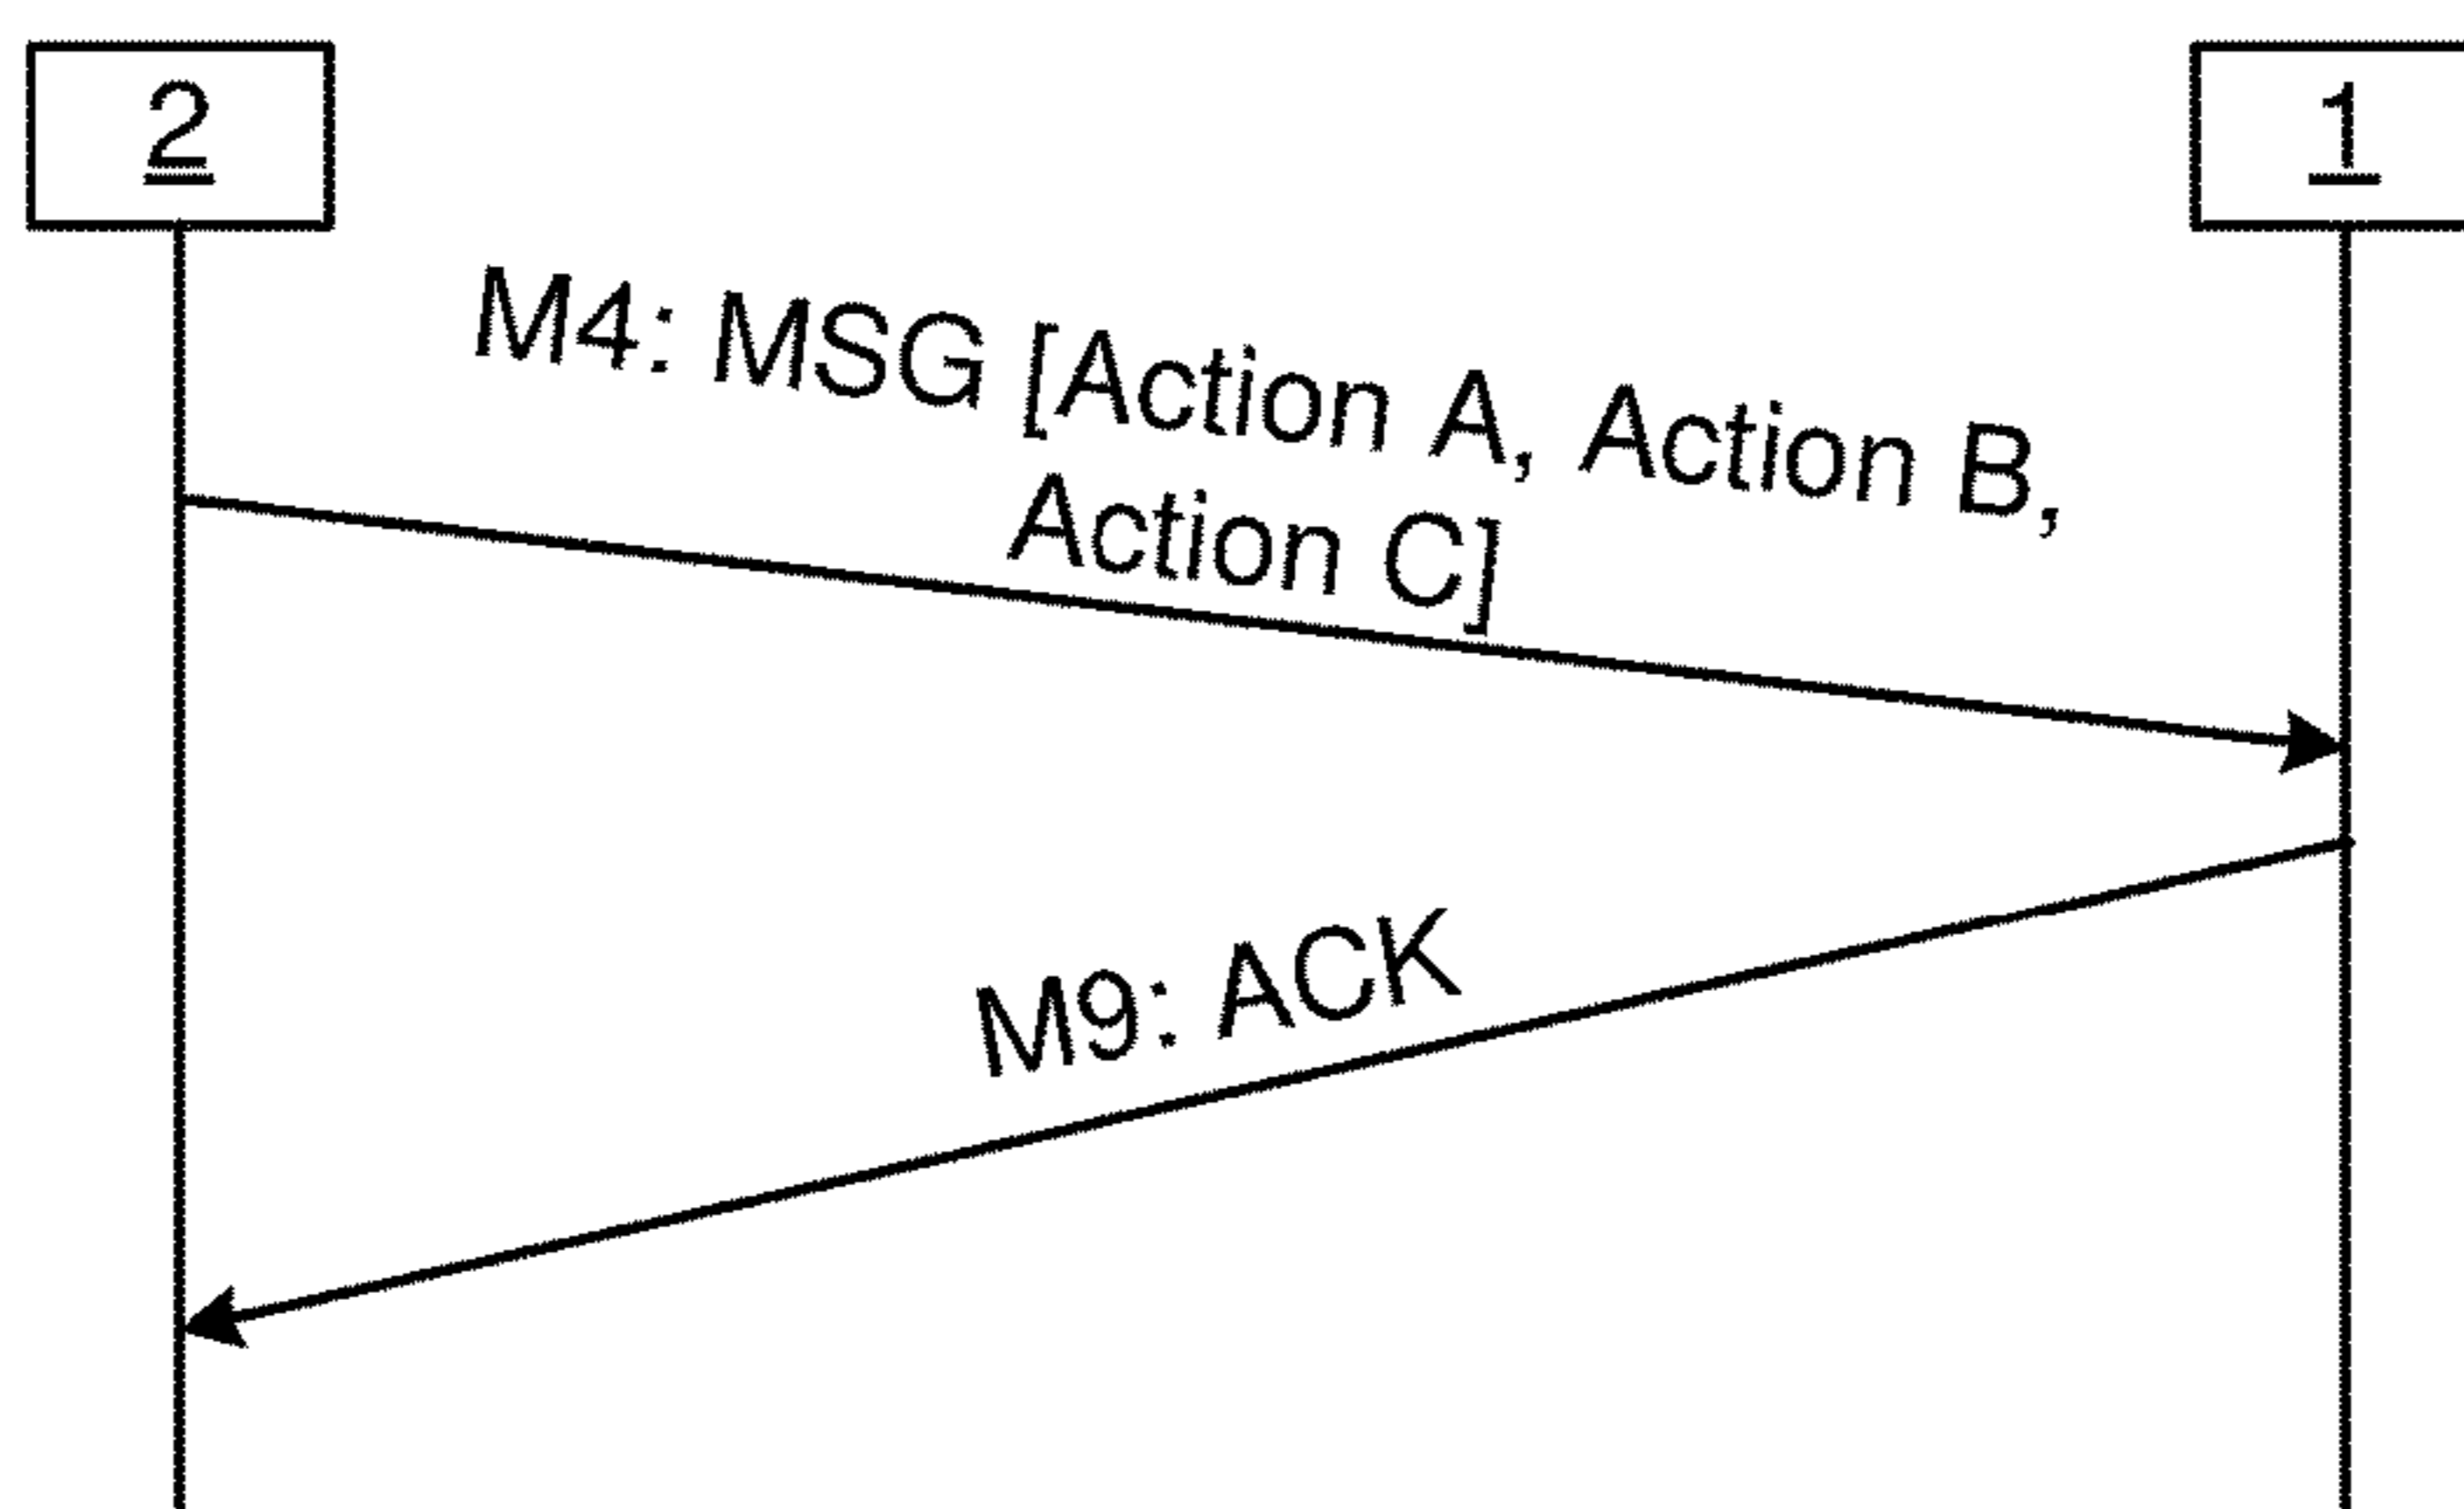 2
1
M4: MSG [Action A, Action B,
Action C]
M9: ACK